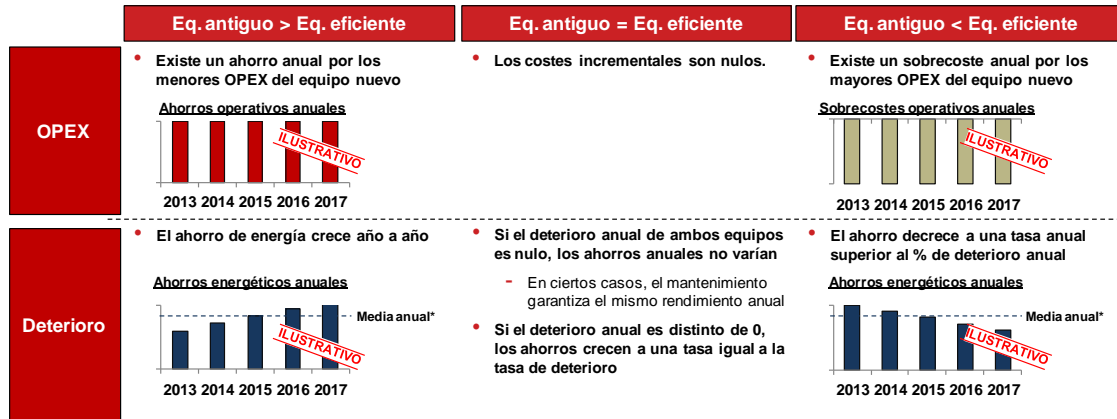 Eq. antiguo > Eq. eficiente
Eq. antiguo = Eq. eficiente
Eq. antiguo < Eq. eficiente
OPEX
• Existe un ahorro anual por los
menores OPEX del equipo nuevo
Ahorros operativos anuales
ILUSTRATIVO
2013 2014 2015 2016 2017
• Los costes incrementales son nulos.
• Existe un sobrecoste anual por los
mayores OPEX del equipo nuevo
Sobrecostes operativos anuales
ILUSTRATIVO
2013 2014 2015 2016 2017
Deterioro
• El ahorro de energía crece año a año
Ahorros energéticos anuales
Media anual*
ILUSTRATIVO
2013 2014 2015 2016 2017
• Si el deterioro anual de ambos equipos
es nulo, los ahorros anuales no varían
- En ciertos casos, el mantenimiento
garantiza el mismo rendimiento anual
• Si el deterioro anual es distinto de 0,
los ahorros crecen a una tasa igual a la
tasa de deterioro
• El ahorro decrece a una tasa anual
superior al % de deterioro anual
Ahorros energéticos anuales
Media anual*
ILUSTRATIVO
2013 2014 2015 2016 2017